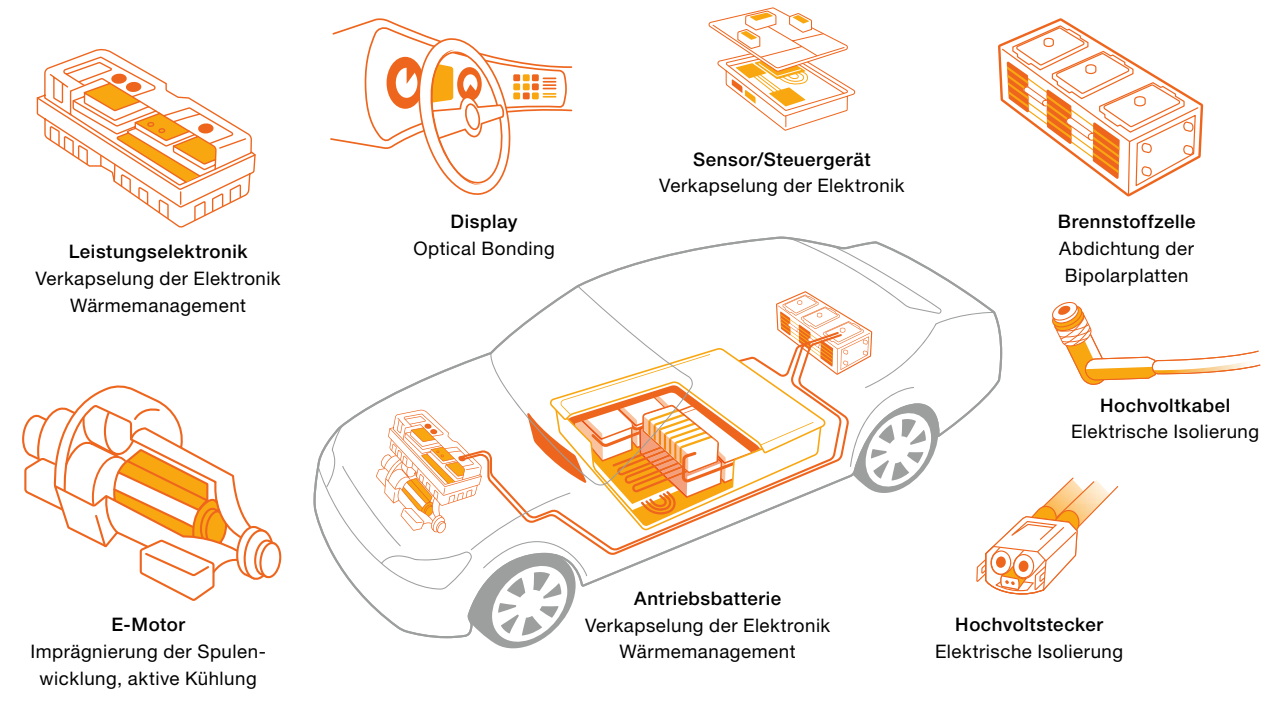 Leistungselektronik
Verkapselung der Elektronik
Wärmemanagement
Display
Optical Bonding
Sensor/Steuergerät
Verkapselung der Elektronik
Brennstoffzelle
Abdichtung der
Bipolarplatten
Hochvoltkabel
Elektrische Isolierung
E-Motor
Imprägnierung der Spulen-
wicklung, aktive Kühlung
Antriebsbatterie
Verkapselung der Elektronik
Wärmemanagement
Hochvoltstecker
Elektrische Isolierung